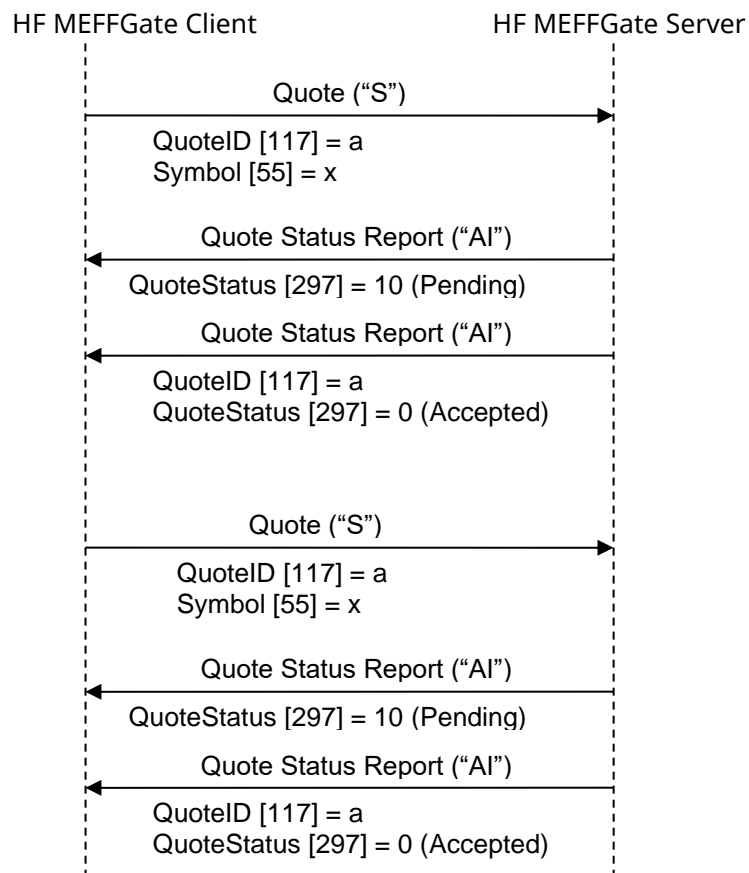 HF MEFFGate Client HF MEFFGate Server
Quote (“S”)
QuoteID [117] = a
Symbol [55] = x
Quote Status Report (“AI”)
QuoteStatus [297] = 10 (Pending)
Quote Status Report (“AI”)
QuoteID [117] = a
QuoteStatus [297] = 0 (Accepted)
Quote (“S”)
QuoteID [117] = a
Symbol [55] = x
Quote Status Report (“AI”)
QuoteStatus [297] = 10 (Pending)
Quote Status Report (“AI”)
QuoteID [117] = a
QuoteStatus [297] = 0 (Accepted)